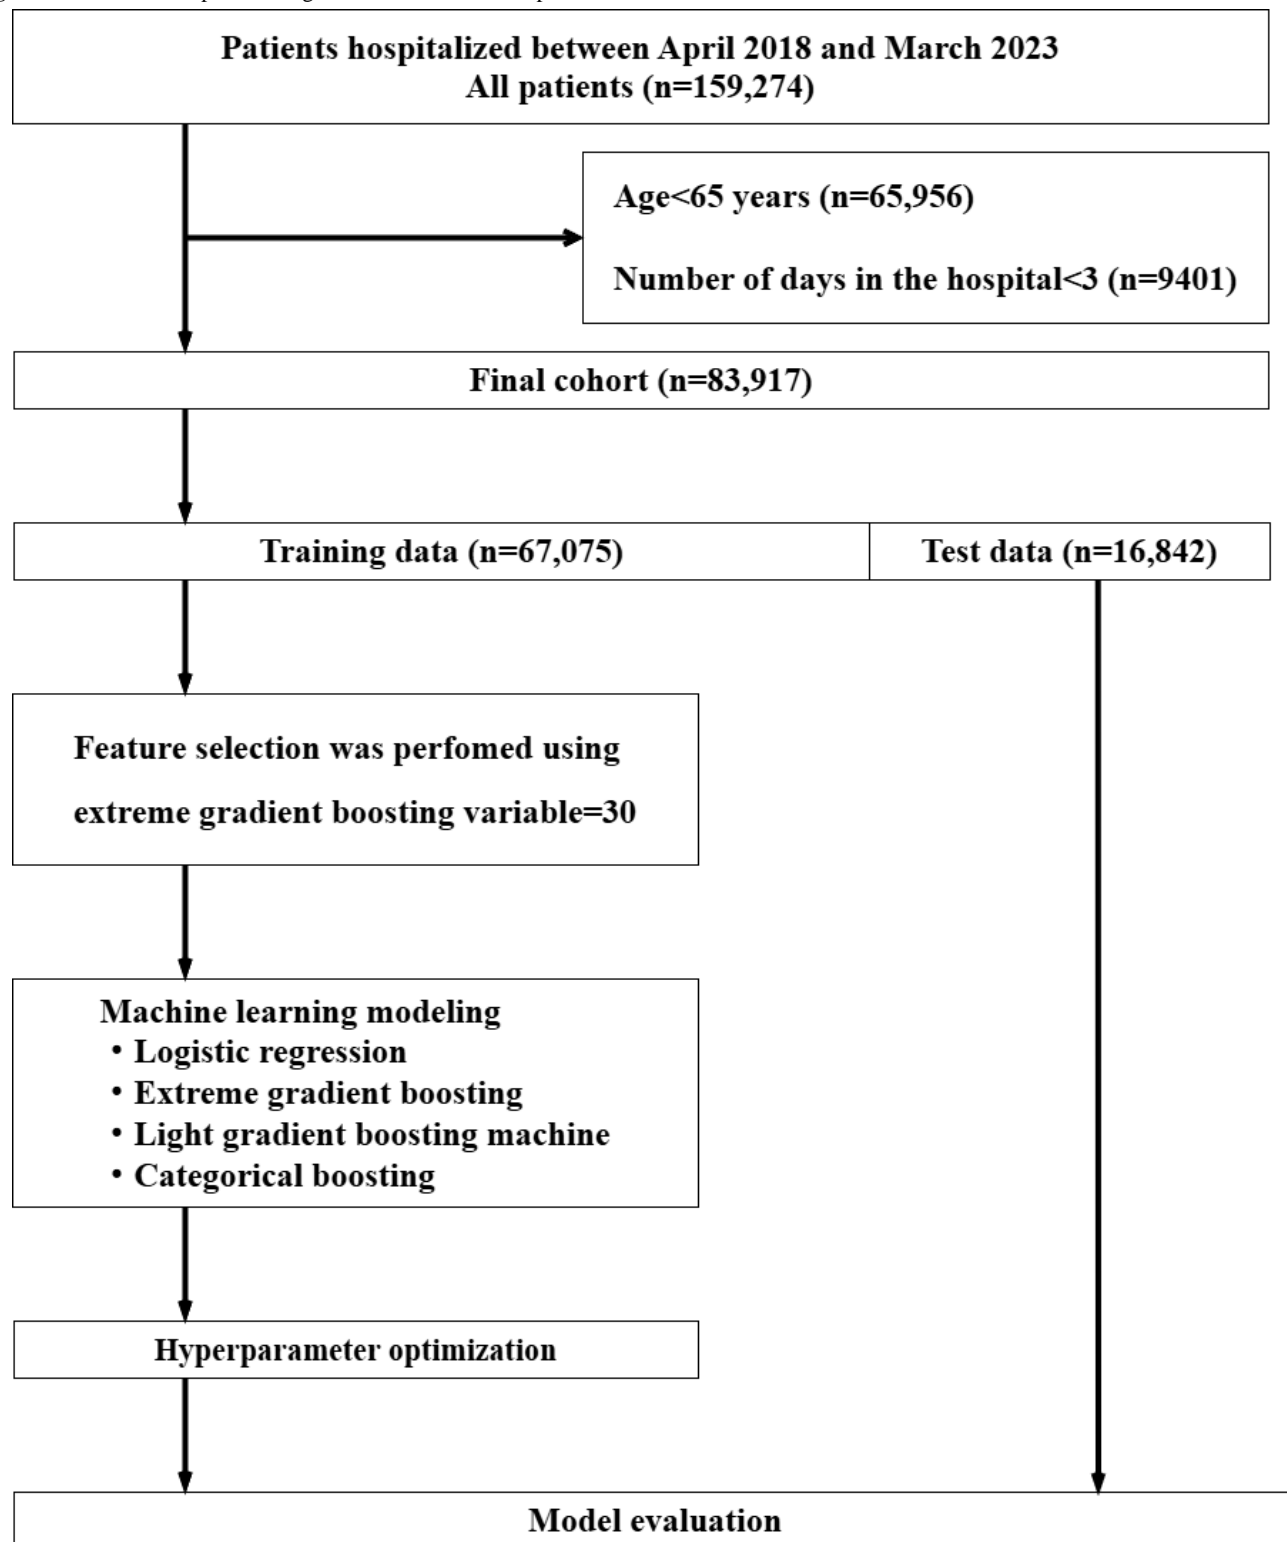 Patients hospitalized between April 2018 and March 2023
All patients (n=159,274)
Age<65 years (n=65,956)
Number of days in the hospital<3 (n=9401)
Final cohort (n=83,917)
Training data (n=67,075)
Test data (n=16,842)
Feature selection was perfomed using
extreme gradient boosting variable=30
Machine learning modeling
・Logistic regression
・Extreme gradient boosting
・Light gradient boosting machine
・Categorical boosting
Hyperparameter optimization
Model evaluation